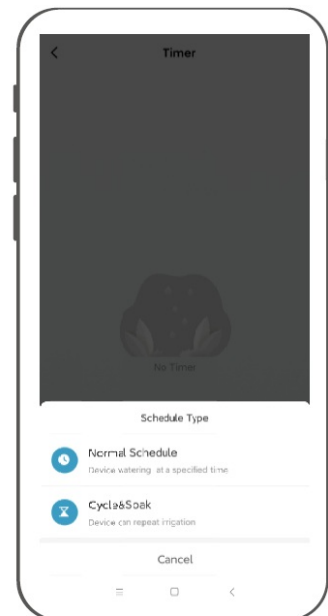 Timer
No Timer
Schedule Type
Normal Schedule
Device watering at a specified time
Cycle&Soak
Device can repeat irrigation
Cancel